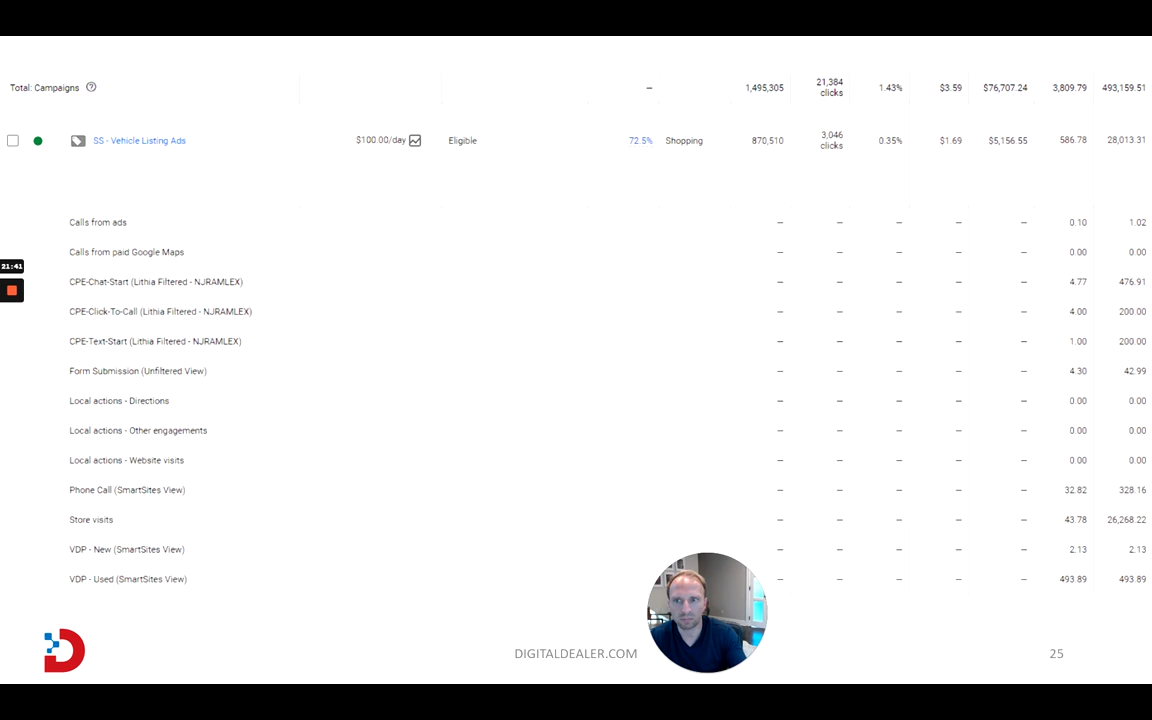 Total: Campaigns ? – 1,495,305 21,384 clicks 1.43% $3.59 $76,707.24 3,809.79 493,159.51
SS - Vehicle Listing Ads $100.00/day Eligible 72.5% Shopping 870,510 3,046 clicks 0.35% $1.69 $5,156.55 586.78 28,013.31
Calls from ads – – – – – 0.10 1.02
Calls from paid Google Maps – – – – – 0.00 0.00
21:41
CPE-Chat-Start (Lithia Filtered - NJRAMLEX) – – – – – 4.77 476.91
CPE-Click-To-Call (Lithia Filtered - NJRAMLEX) – – – – – 4.00 200.00
CPE-Text-Start (Lithia Filtered - NJRAMLEX) – – – – – 1.00 200.00
Form Submission (Unfiltered View) – – – – – 4.30 42.99
Local actions - Directions – – – – – 0.00 0.00
Local actions - Other engagements – – – – – 0.00 0.00
Local actions - Website visits – – – – – 0.00 0.00
Phone Call (SmartSites View) – – – – – 32.82 328.16
Store visits – – – – – 43.78 26,268.22
VDP - New (SmartSites View) – – – – – 2.13 2.13
VDP - Used (SmartSites View) – – – – – 493.89 493.89
DIGITALDEALER.COM
25